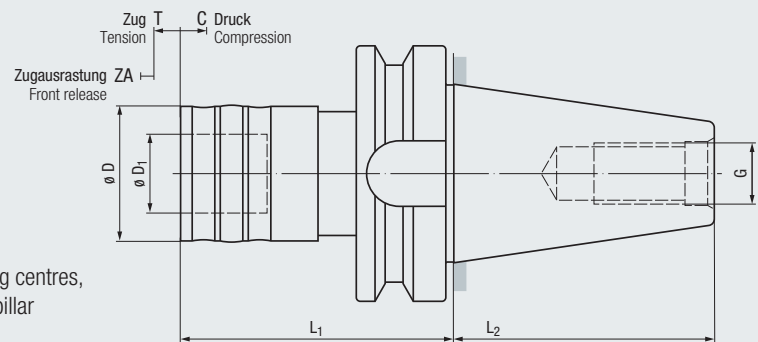 Zug T C Druck
Tension Compression
Zugausrastung ZA
Front release
ø D
ø D1
G
g centres,
pillar
L1
L2